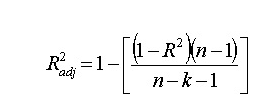 R²adj = 1 − [(1 − R²)(n − 1) / n − k − 1]